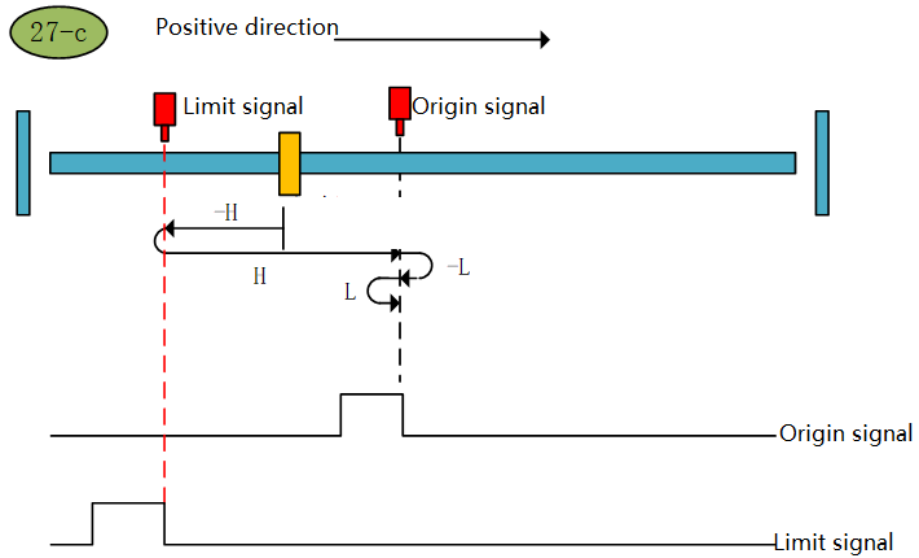 27-c
Positive direction
Limit signal
Origin signal
-H
H
-L
L
Origin signal
Limit signal